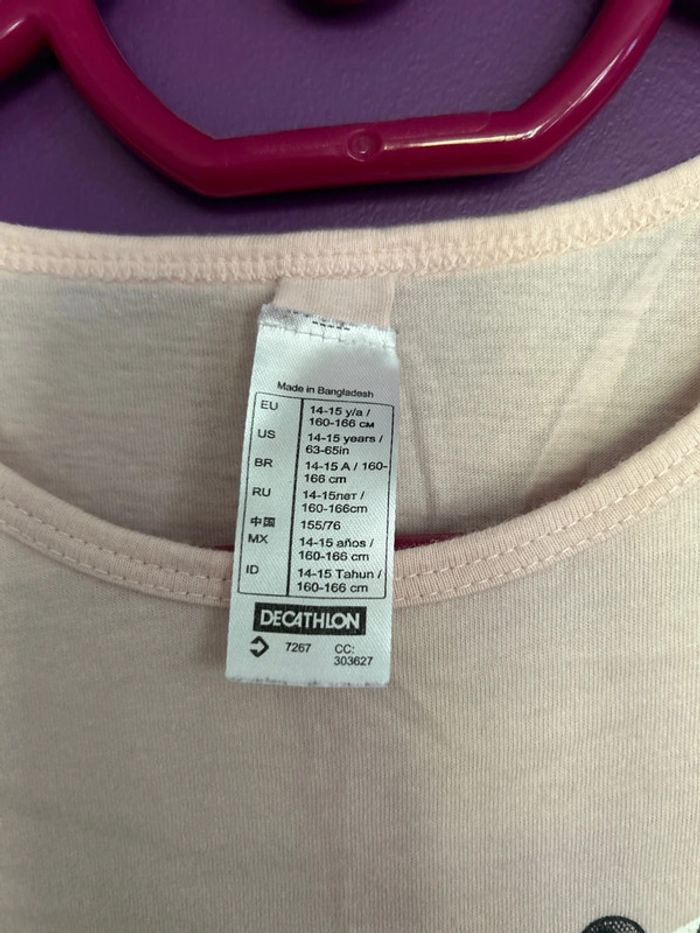 Made in Bangladesh
EU 14-15 y/a /
160-166 см
US 14-15 years /
63-65in
BR 14-15 A / 160-
166 cm
RU 14-15лет /
160-166cm
中国 155/76
MX 14-15 años /
160-166 cm
ID 14-15 Tahun /
160-166 cm
DECATHLON
7267 CC:
303627